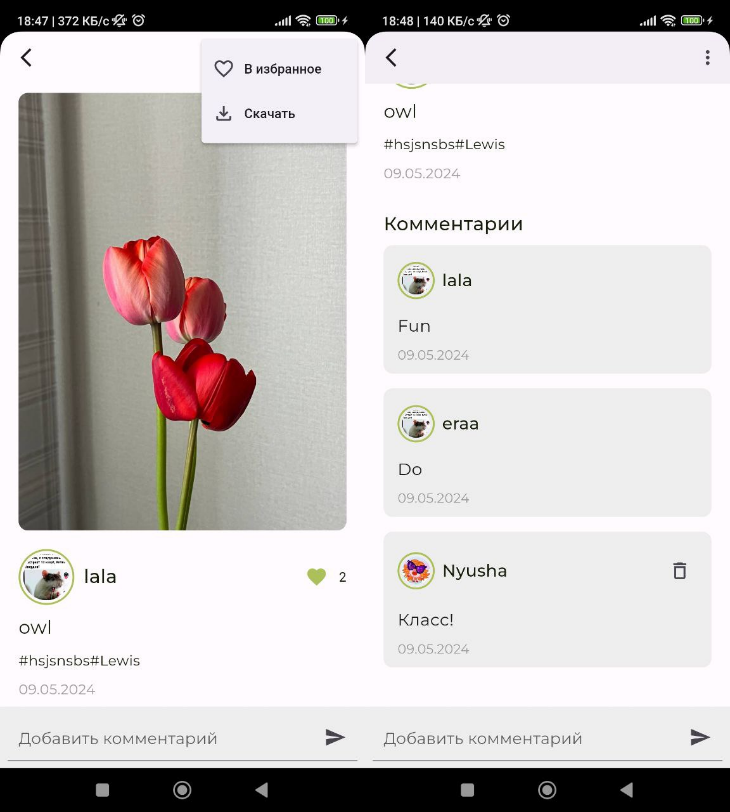 18:47 | 372 КБ/с
100
В избранное
Скачать
lala
2
owl
#hsjsnsbs#Lewis
09.05.2024
Добавить комментарий
18:48 | 140 КБ/с
100
owl
#hsjsnsbs#Lewis
09.05.2024
Комментарии
lala
Fun
09.05.2024
eraa
Do
09.05.2024
Nyusha
Класс!
09.05.2024
Добавить комментарий